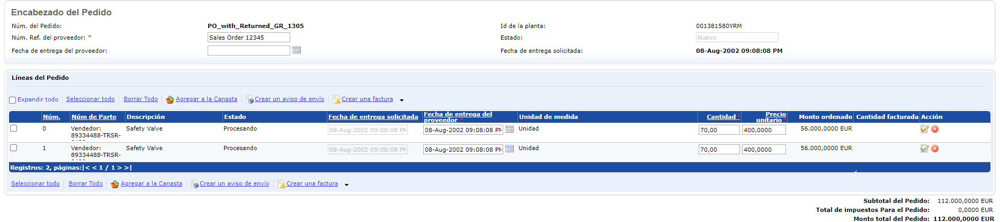 Encabezado del Pedido
Núm. del Pedido: PO_with_Returned_GR_1305 Id de la planta: 001381580YRM
Núm. Ref. del proveedor: * Sales Order 12345 Estado: Nuevo
Fecha de entrega del proveedor: Fecha de entrega solicitada: 08-Aug-2002 09:08:08 PM
Líneas del Pedido
Expandir todo Seleccionar todo Borrar Todo Agregar a la Canasta Crear un aviso de envío Crear una factura
Núm. Núm de Parte Descripción Estado Fecha de entrega solicitada Fecha de entrega del proveedor * Unidad de medida Cantidad * Precio unitario * Monto ordenado Cantidad facturada Acción
0 Vendedor: Safety Valve Procesando 08-Aug-2002 09:08:08 PM 08-Aug-2002 09:08:08 PM Unidad 70,00 400,0000 56.000,0000 EUR
89334488-TRSR-
1 Vendedor: Safety Valve Procesando 08-Aug-2002 09:08:08 PM 08-Aug-2002 09:08:08 PM Unidad 70,00 400,0000 56.000,0000 EUR
89334488-TRSR-
Registros: 2, páginas:|< < 1 / 1 > >|
Seleccionar todo Borrar Todo Agregar a la Canasta Crear un aviso de envío Crear una factura
Subtotal del Pedido: 112.000,0000 EUR
Total de impuestos Para el Pedido: 0,0000 EUR
Monto total del Pedido: 112.000,0000 EUR